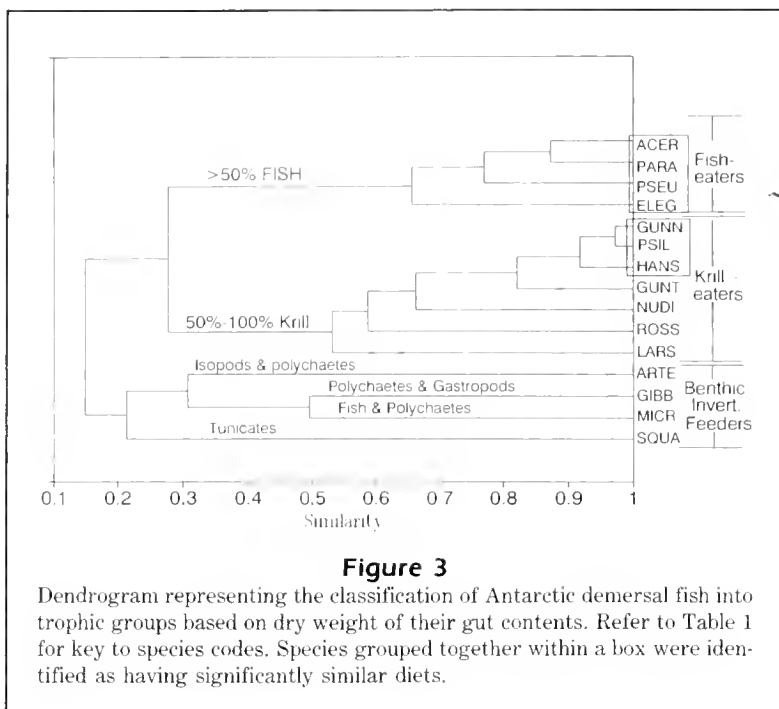 >50% FISH
ACER
PARA
PSEU
ELEG
Fish-
eaters
50%-100% Krill
GUNN
PSIL
HANS
GUNT
NUDI
ROSS
LARS
Krill -
eaters
Isopods & polychaetes
Polychaetes & Gastropods
Fish & Polychaetes
Tunicates
ARTE
GIBB
MICR
SQUA
Benthic
Invert.
Feeders
0.1 0.2 0.3 0.4 0.5 0.6 0 7 0.8 0.9 1
Similarity
Figure 3
Dendrogram representing the classification of Antarctic demersal fish into
trophic groups based on dry weight of their gut contents. Refer to Table 1
for key to species codes. Species grouped together within a box were iden-
tified as having significantly similar diets.